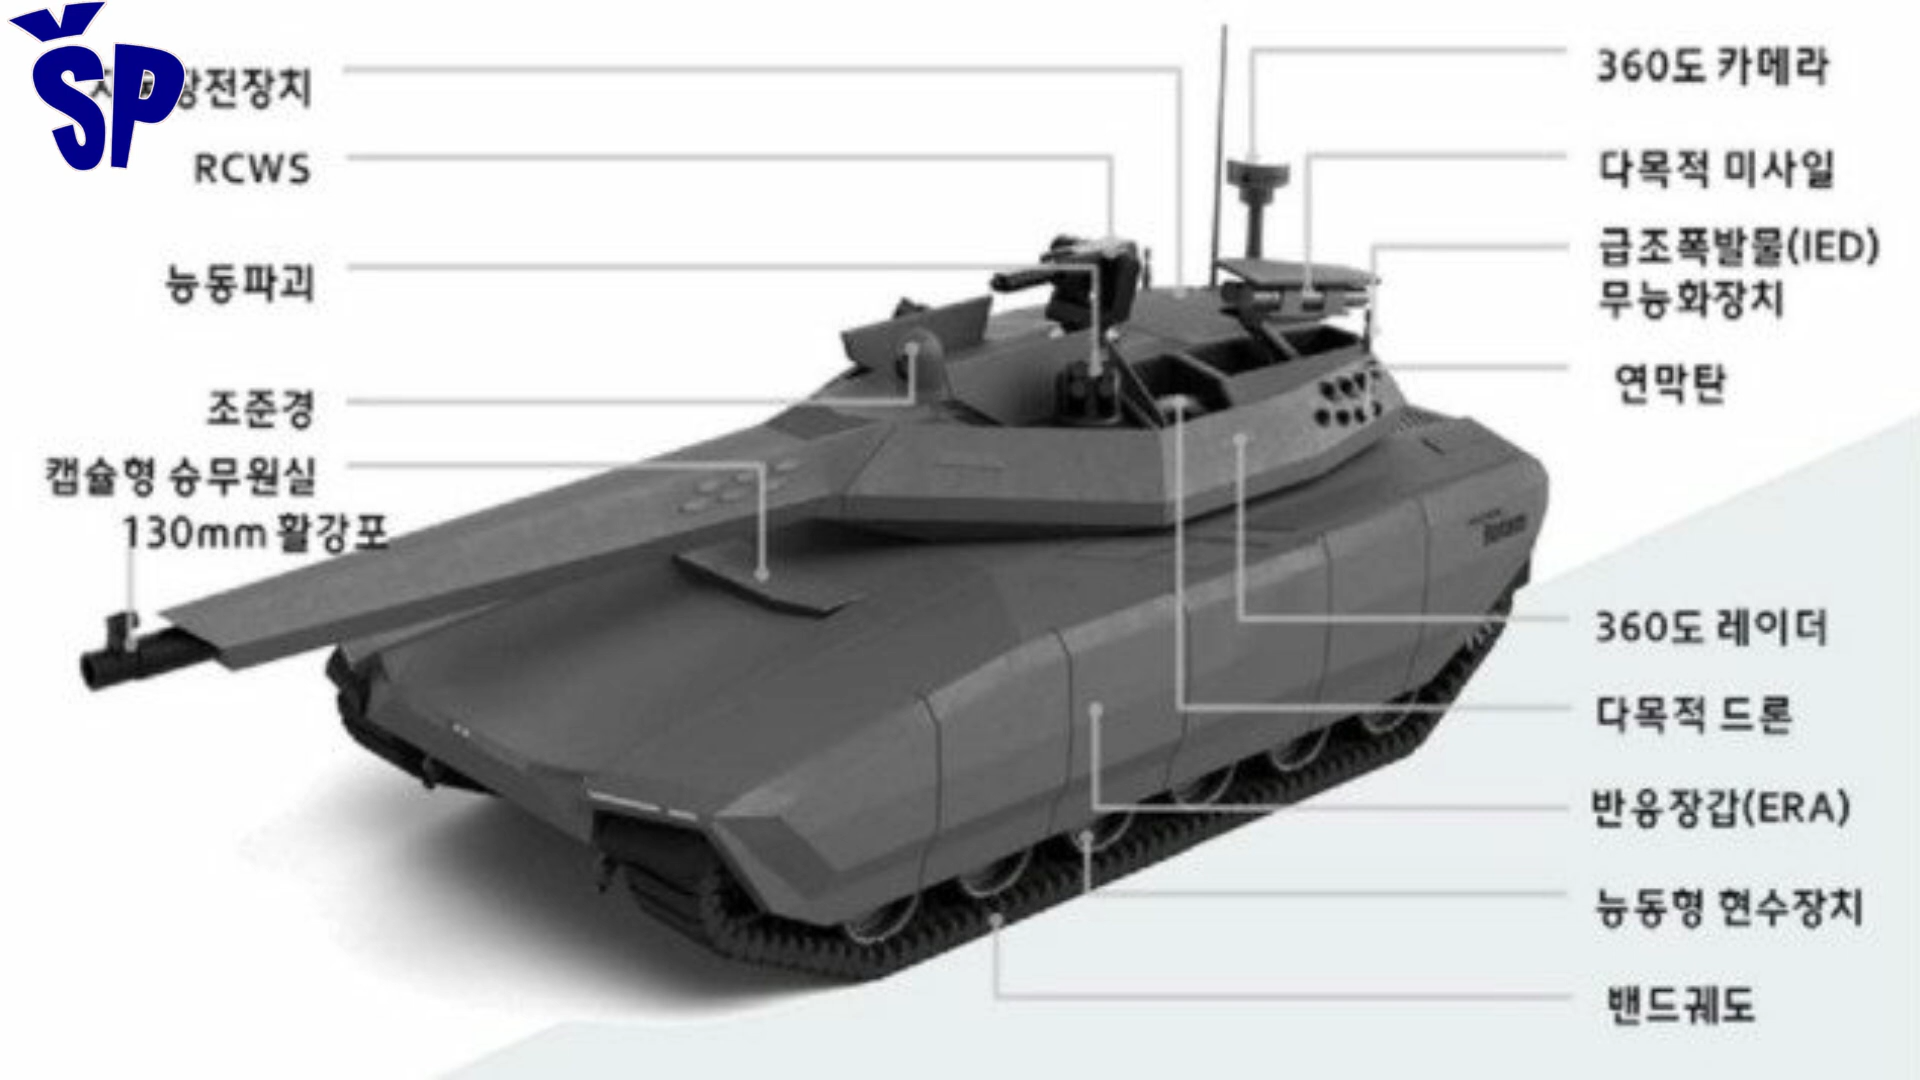 ŠP
장전장치
RCWS
능동파괴
조준경
캡슐형 승무원실
130mm 활강포
360도 카메라
다목적 미사일
급조폭발물(IED)
무능화장치
연막탄
360도 레이더
다목적 드론
반응장갑(ERA)
능동형 현수장치
밴드궤도